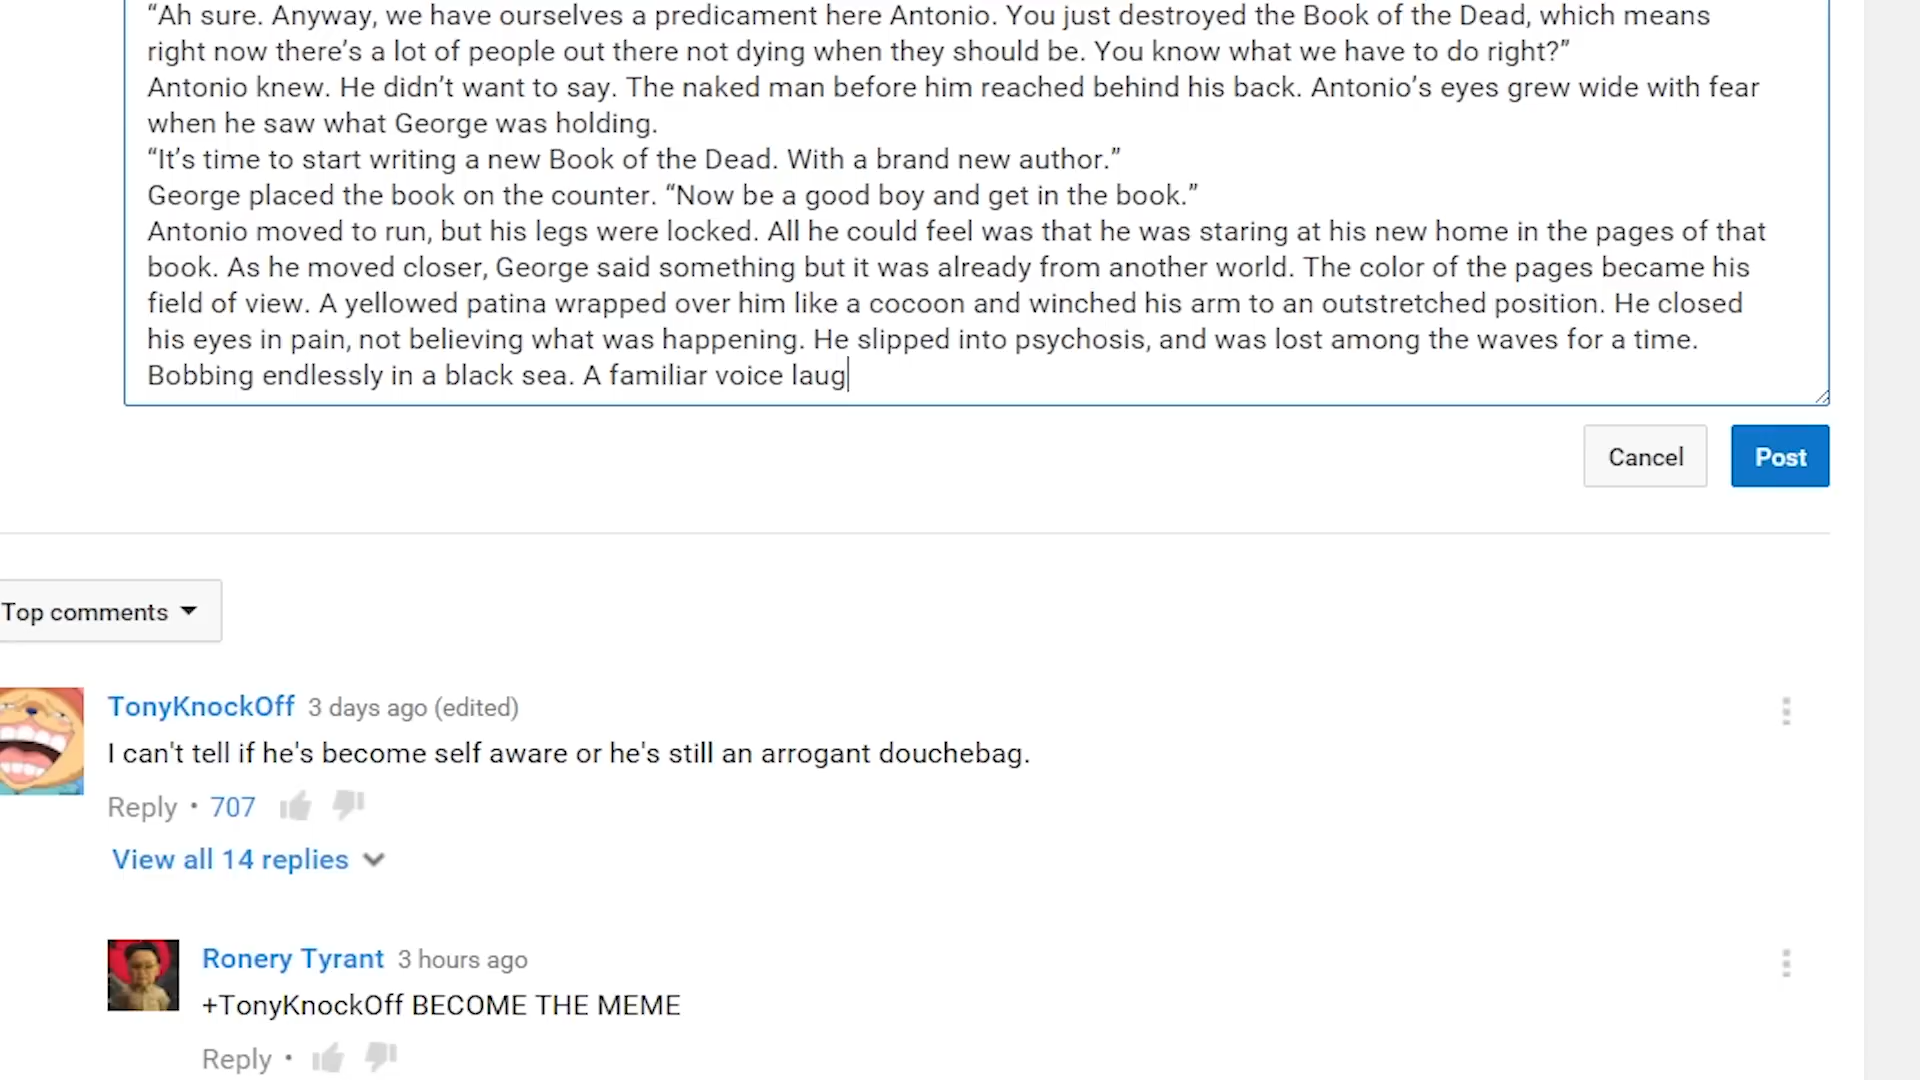 “Ah sure. Anyway, we have ourselves a predicament here Antonio. You just destroyed the Book of the Dead, which means
right now there’s a lot of people out there not dying when they should be. You know what we have to do right?”
Antonio knew. He didn’t want to say. The naked man before him reached behind his back. Antonio’s eyes grew wide with fear
when he saw what George was holding.
“It’s time to start writing a new Book of the Dead. With a brand new author.”
George placed the book on the counter. “Now be a good boy and get in the book.”
Antonio moved to run, but his legs were locked. All he could feel was that he was staring at his new home in the pages of that
book. As he moved closer, George said something but it was already from another world. The color of the pages became his
field of view. A yellowed patina wrapped over him like a cocoon and winched his arm to an outstretched position. He closed
his eyes in pain, not believing what was happening. He slipped into psychosis, and was lost among the waves for a time.
Bobbing endlessly in a black sea. A familiar voice laug
Cancel
Post
Top comments
TonyKnockOff 3 days ago (edited)
I can't tell if he's become self aware or he's still an arrogant douchebag.
Reply • 707
View all 14 replies
Ronery Tyrant 3 hours ago
+TonyKnockOff BECOME THE MEME
Reply •